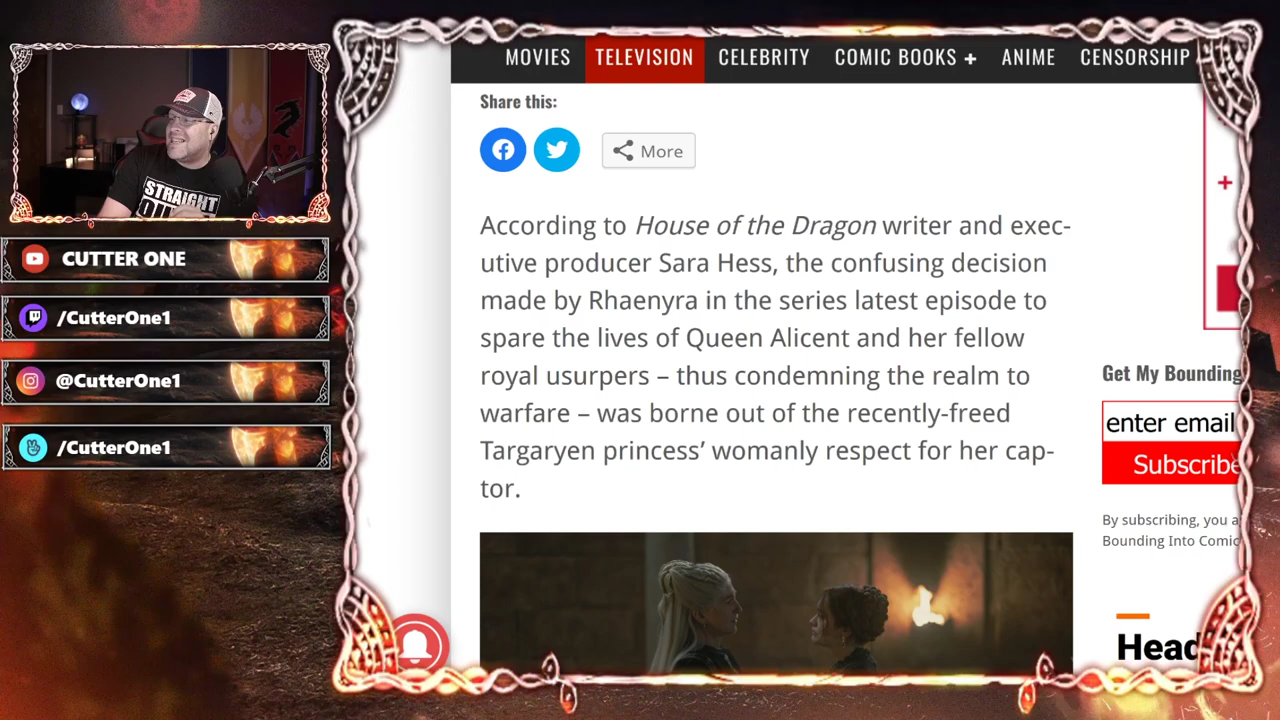 MOVIES TELEVISION CELEBRITY COMIC BOOKS + ANIME CENSORSHIP
Share this:
More
According to House of the Dragon writer and exec-
utive producer Sara Hess, the confusing decision
made by Rhaenyra in the series latest episode to
spare the lives of Queen Alicent and her fellow
royal usurpers – thus condemning the realm to
warfare – was borne out of the recently-freed
Targaryen princess’ womanly respect for her cap-
tor.
Get My Bounding
enter email
Subscribe
By subscribing, you a
Bounding Into Comic
Head
STRAIGHT
CUTTER ONE
/CutterOne1
@CutterOne1
/CutterOne1